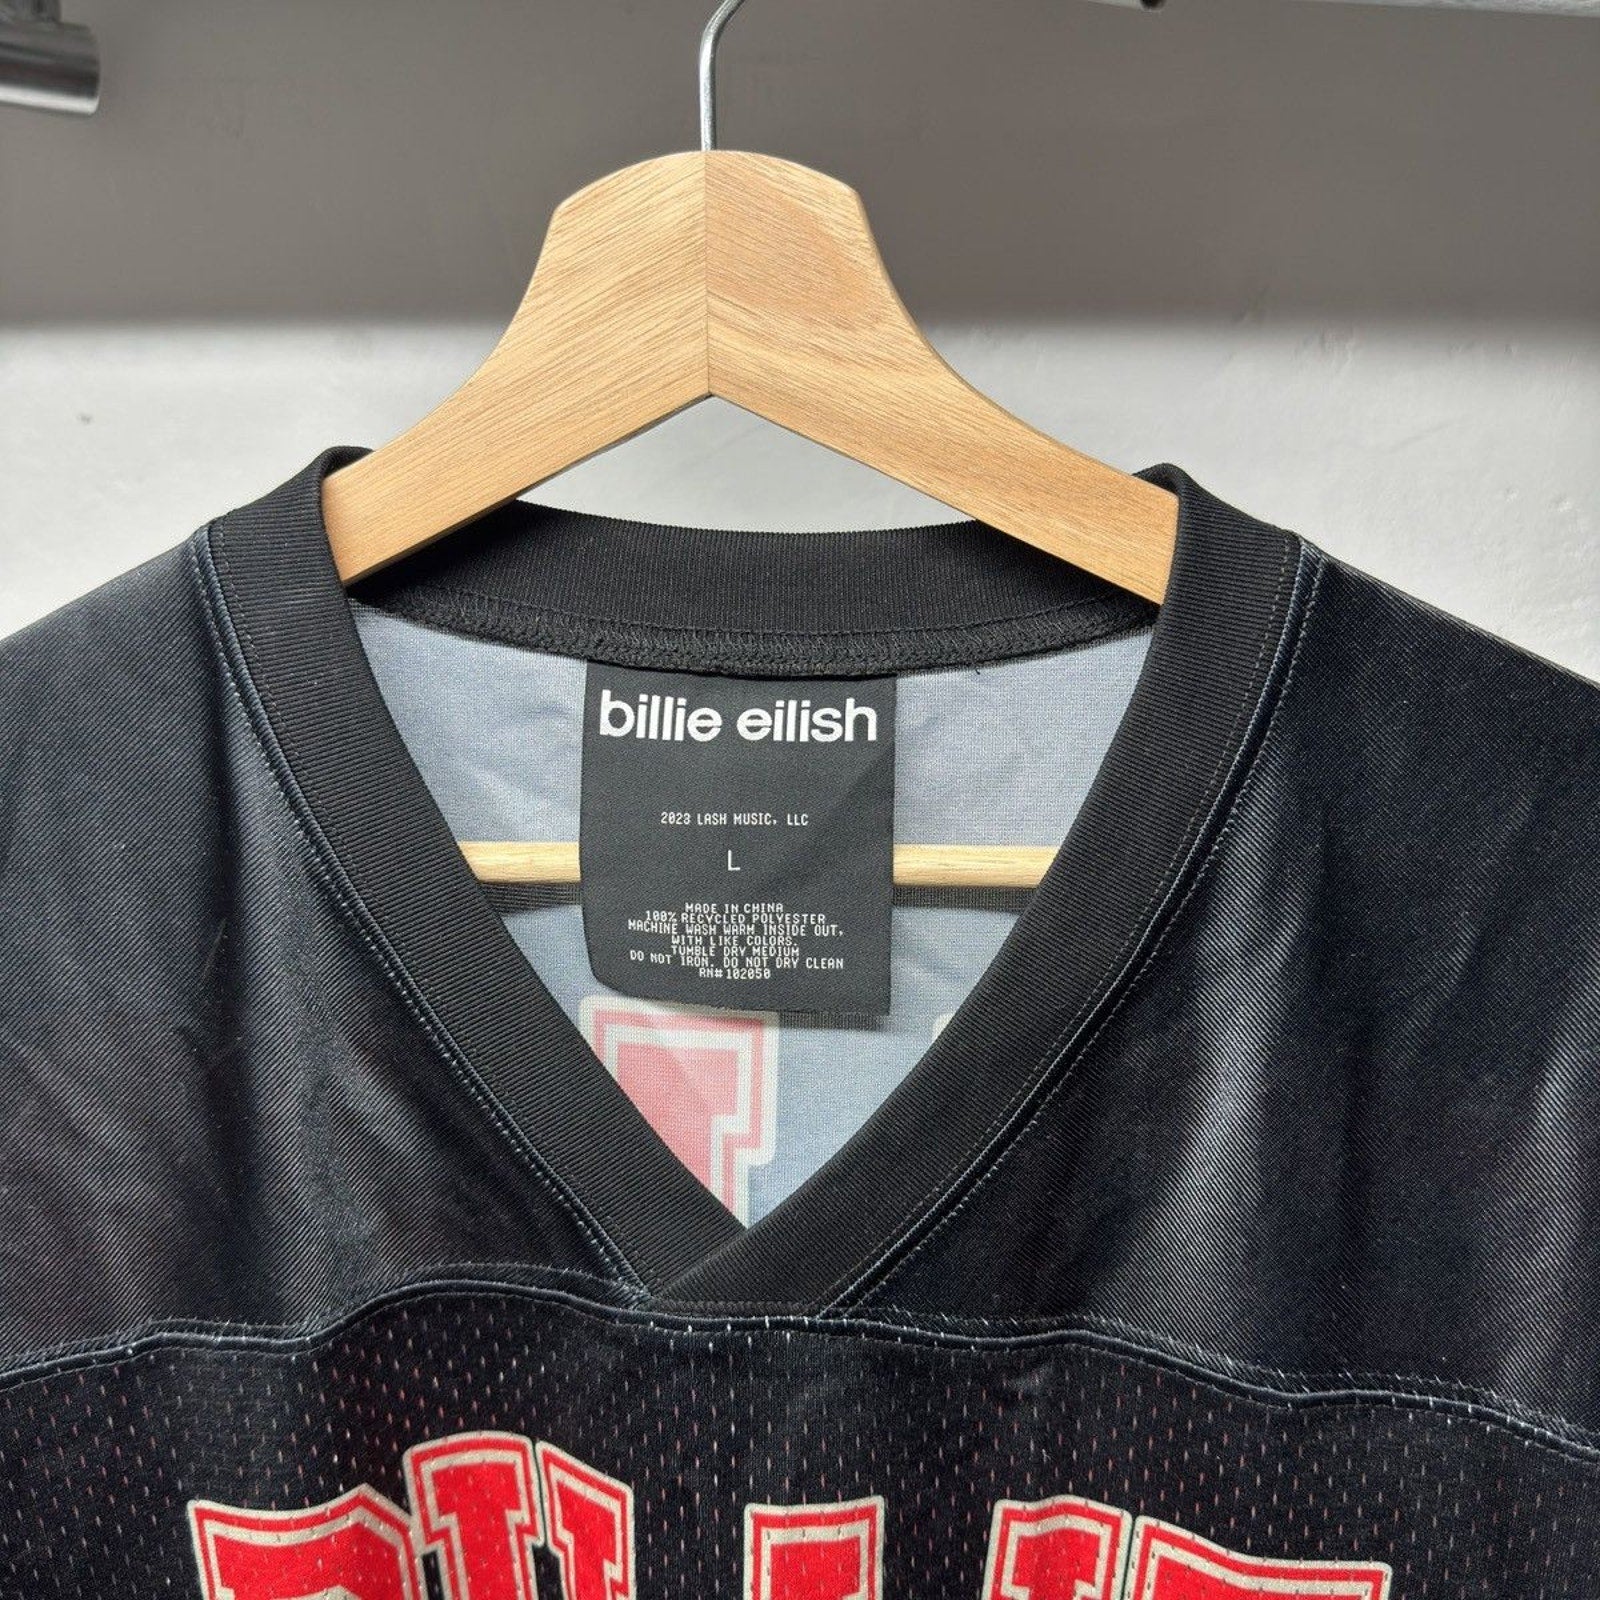 billie eilish
2023 LASH MUSIC, LLC
L
MADE IN CHINA
100% RECYCLED POLYESTER
MACHINE WASH WARM INSIDE OUT,
WITH LIKE COLORS.
TUMBLE DRY MEDIUM
DO NOT IRON. DO NOT DRY CLEAN
RN#102050